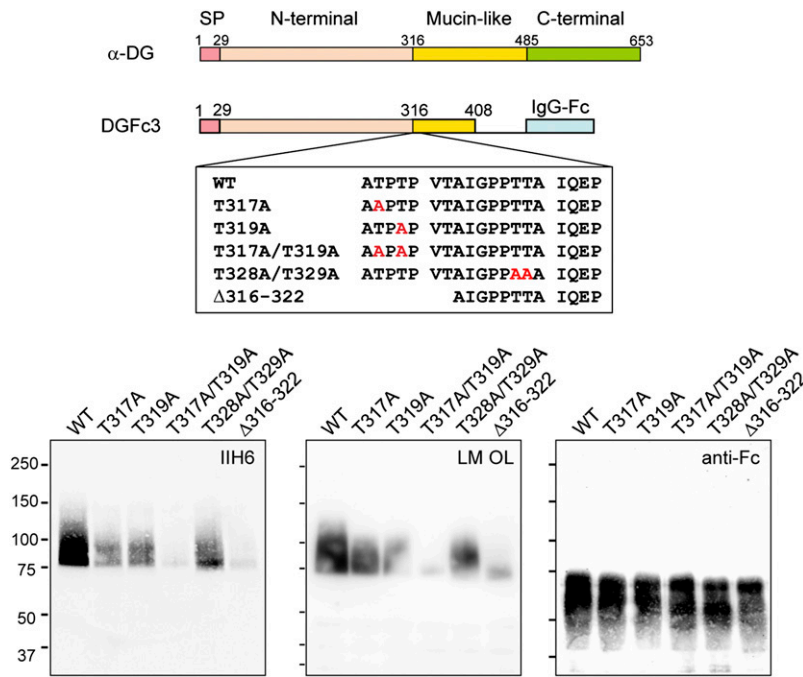 SP N-terminal Mucin-like C-terminal
1 29 316 485 653
α-DG
1 29 316 408 IgG-Fc
DGFc3
WT ATPTP VTAIGPPTTA IQEP
T317A AAPTP VTAIGPPTTA IQEP
T319A ATPAP VTAIGPPTTA IQEP
T317A/T319A AAPAP VTAIGPPTTA IQEP
T328A/T329A ATPTP VTAIGPPAAA IQEP
Δ316-322 AIGPPTTA IQEP
WT T317A T319A T317A/T319A T328A/T329A Δ316-322
WT T317A T319A T317A/T319A T328A/T329A Δ316-322
WT T317A T319A T317A/T319A T328A/T329A Δ316-322
IIH6
LM OL
anti-Fc
250
150
100
75
50
37